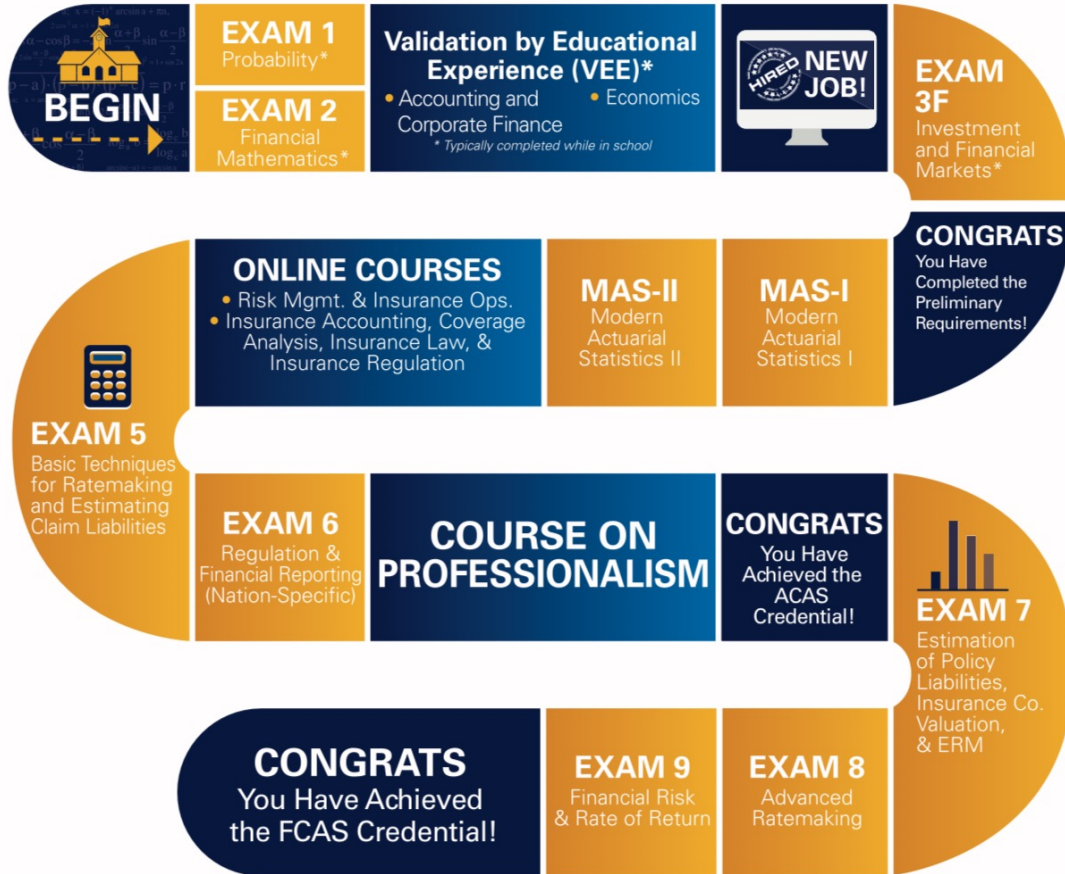 BEGIN
EXAM 1
Probability*
EXAM 2
Financial
Mathematics*
Validation by Educational
Experience (VEE)*
• Accounting and
Corporate Finance
• Economics
* Typically completed while in school
HIRED
NEW
JOB!
EXAM
3F
Investment
and Financial
Markets*
CONGRATS
You Have
Completed the
Preliminary
Requirements!
MAS-I
Modern
Actuarial
Statistics I
MAS-II
Modern
Actuarial
Statistics II
ONLINE COURSES
• Risk Mgmt. & Insurance Ops.
• Insurance Accounting, Coverage
Analysis, Insurance Law, &
Insurance Regulation
EXAM 5
Basic Techniques
for Ratemaking
and Estimating
Claim Liabilities
EXAM 6
Regulation &
Financial Reporting
(Nation-Specific)
COURSE ON
PROFESSIONALISM
CONGRATS
You Have
Achieved the
ACAS
Credential!
EXAM 7
Estimation
of Policy
Liabilities,
Insurance Co.
Valuation,
& ERM
EXAM 8
Advanced
Ratemaking
EXAM 9
Financial Risk
& Rate of Return
CONGRATS
You Have Achieved
the FCAS Credential!